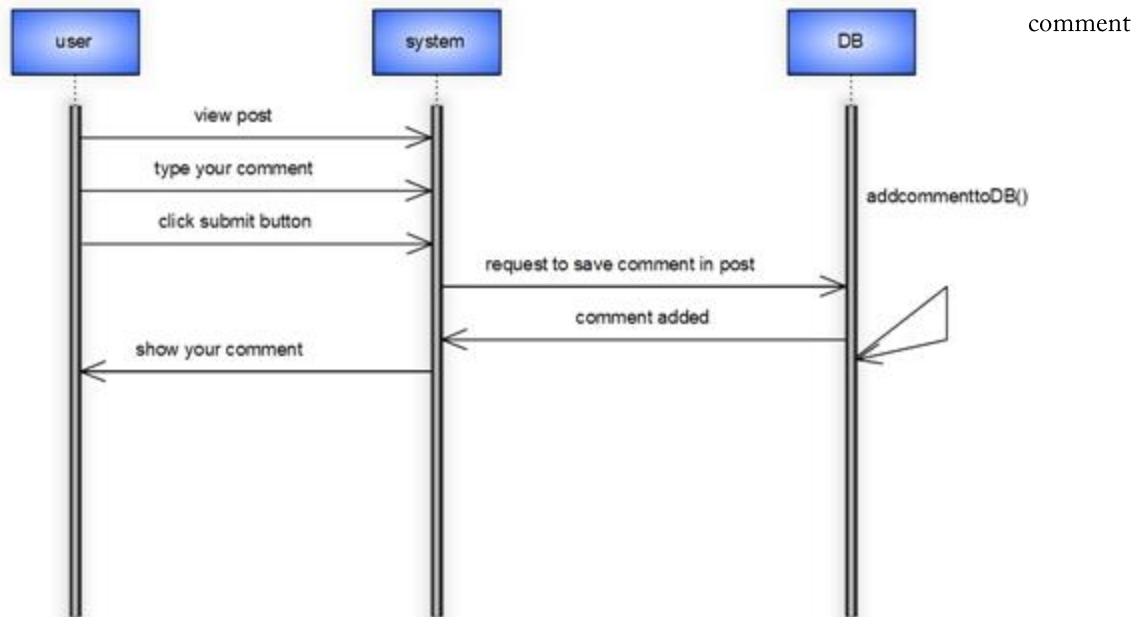 comment
user
system
DB
view post
type your comment
addcommenttoDB()
click submit button
request to save comment in post
comment added
show your comment